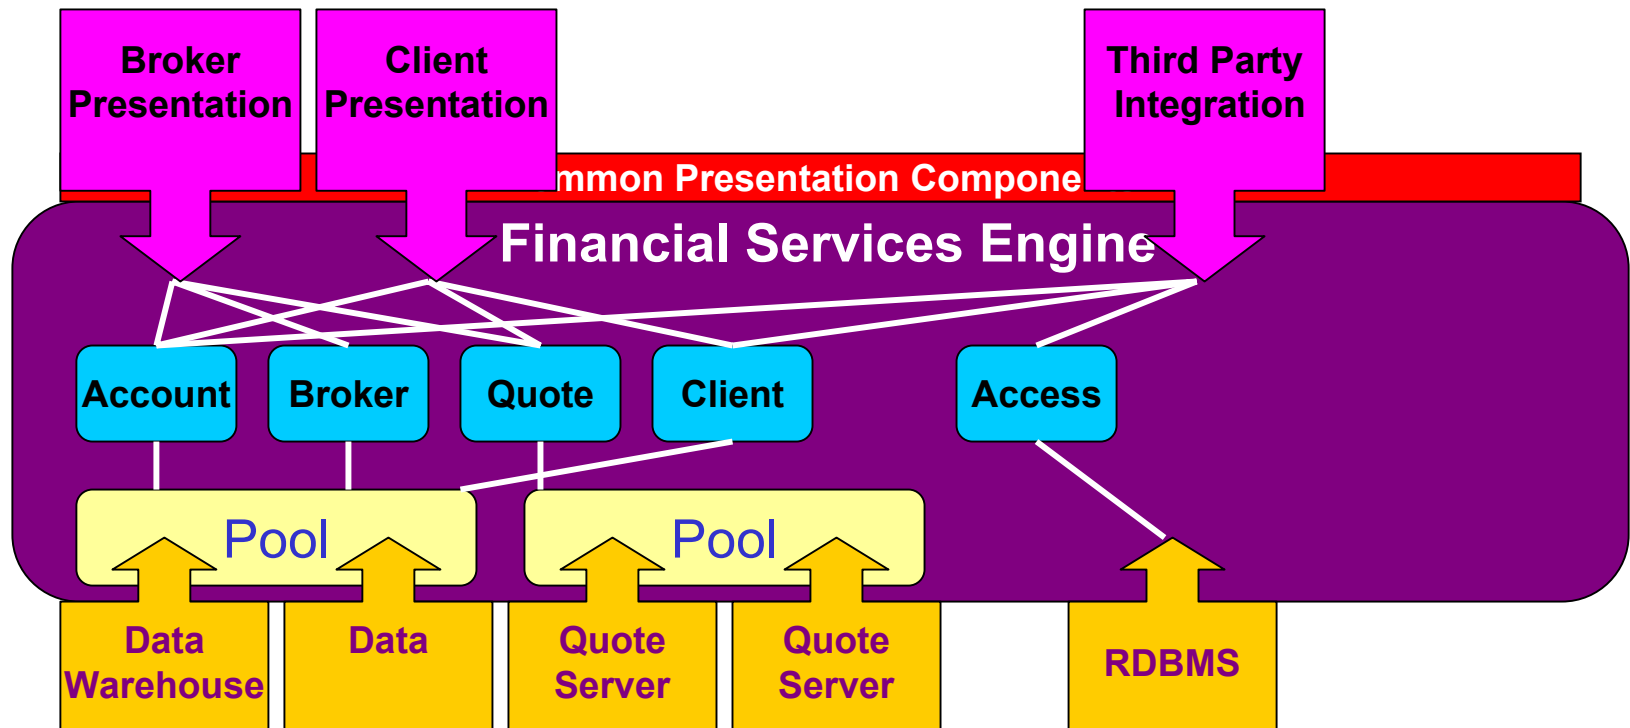 Broker
Presentation
Client
Presentation
Third Party
Integration
mmon Presentation Compone
Financial Services Engine
Account
Broker
Quote
Client
Access
Pool
Pool
Data
Warehouse
Data
Quote
Server
Quote
Server
RDBMS